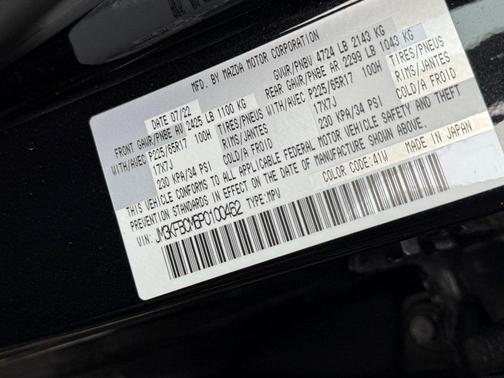 MFD. BY MAZDA MOTOR CORPORATION
DATE 07/22 GVWR/PNBV 4724 LB 2143 KG
FRONT GAWR/PNBE AV 2425 LB 1100 KG REAR GAWR/PNBE AR 2299 LB 1043 KG
WITH/AVEC P225/65R17 100H TIRES/PNEUS WITH/AVEC P225/65R17 100H TIRES/PNEUS
17X7J RIMS/JANTES 17X7J RIMS/JANTES
230 KPA/34 PSI COLD/A FROID 230 KPA/34 PSI COLD/A FROID
THIS VEHICLE CONFORMS TO ALL APPLICABLE FEDERAL MOTOR VEHICLE SAFETY AND THEFT
PREVENTION STANDARDS IN EFFECT ON THE DATE OF MANUFACTURE SHOWN ABOVE.
VIN: TYPE:MPV COLOR CODE:41W MADE IN JAPAN